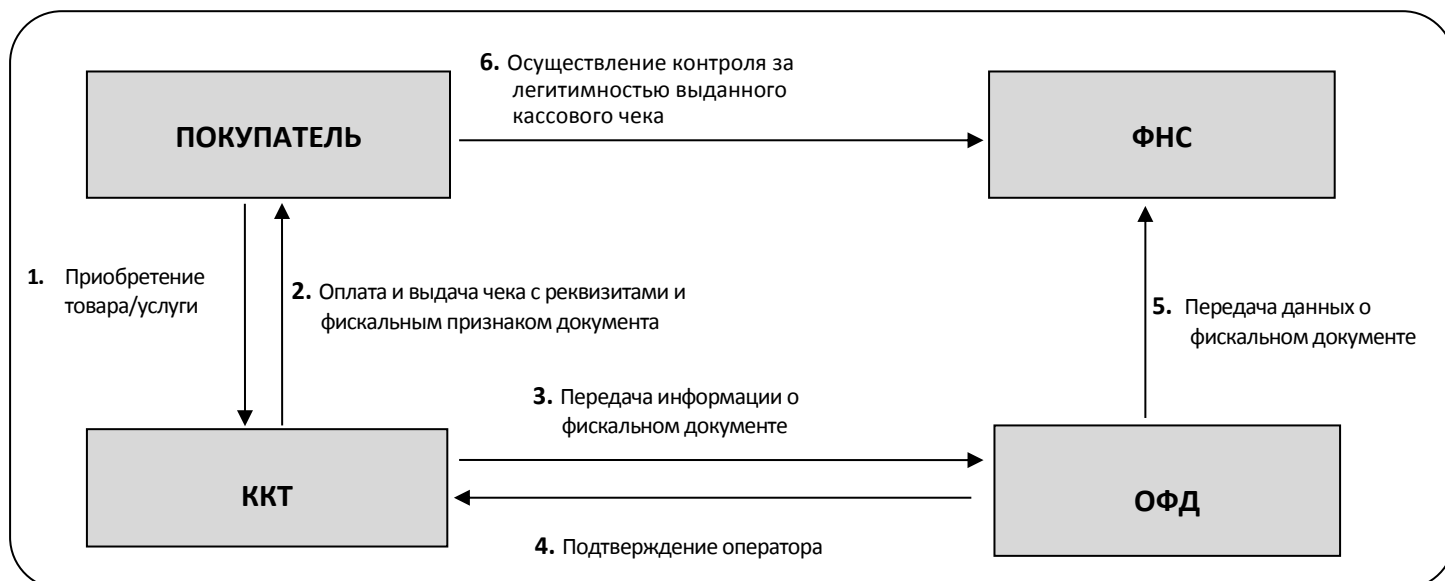 6. Осуществление контроля за
легитимностью выданного
кассового чека
ПОКУПАТЕЛЬ
ФНС
1. Приобретение
товара/услуги
2. Оплата и выдача чека с реквизитами и
фискальным признаком документа
5. Передача данных о
фискальном документе
3. Передача информации о
фискальном документе
ККТ
ОФД
4. Подтверждение оператора